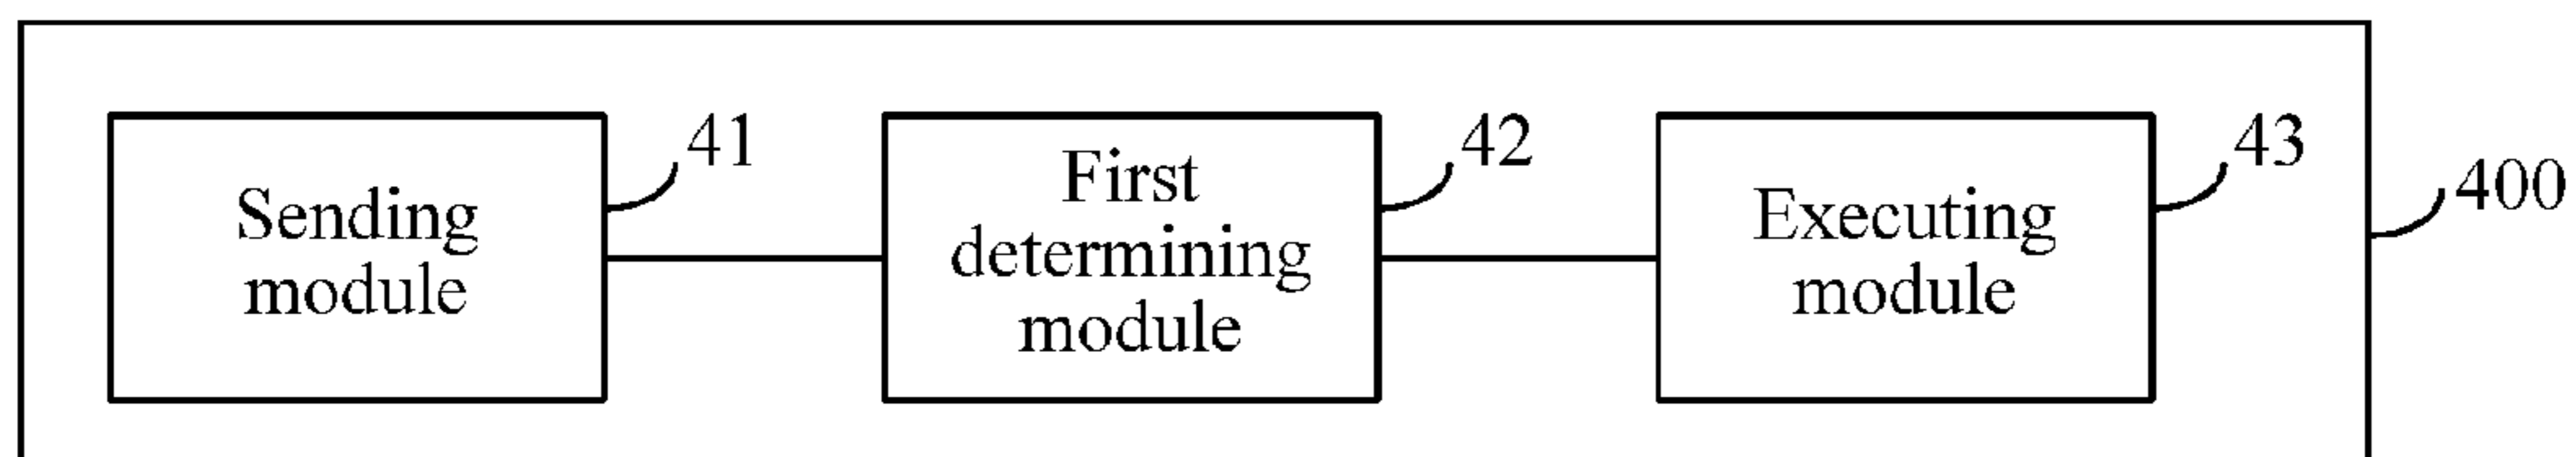 Sending
module
41
First
determining
module
42
Executing
module
43
400